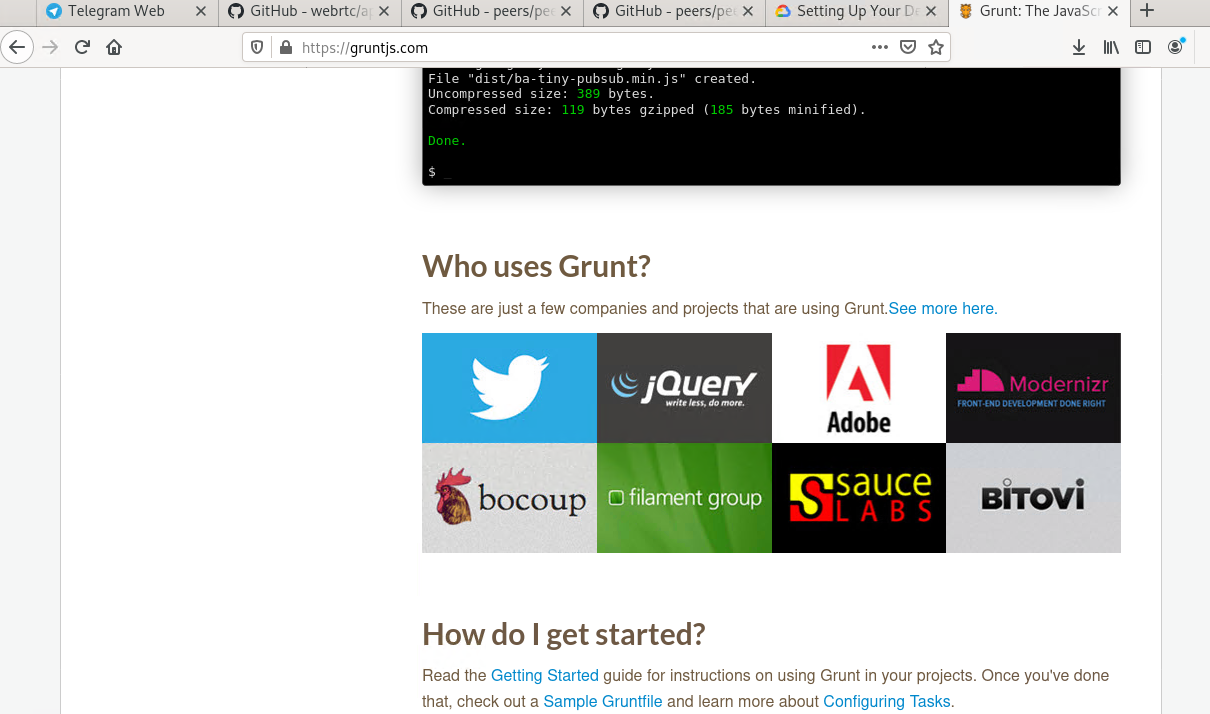 Telegram Web
GitHub - webrtc/ap
GitHub - peers/pee
GitHub - peers/pee
Setting Up Your De
Grunt: The JavaScr
https://gruntjs.com
File "dist/ba-tiny-pubsub.min.js" created.
Uncompressed size: 389 bytes.
Compressed size: 119 bytes gzipped (185 bytes minified).
Done.
$ _
Who uses Grunt?
These are just a few companies and projects that are using Grunt.See more here.
jQuery
write less, do more.
Adobe
Modernizr
FRONT-END DEVELOPMENT DONE RIGHT
bocoup
filament group
sauce
LABS
BiTOVi
How do I get started?
Read the Getting Started guide for instructions on using Grunt in your projects. Once you've done
that, check out a Sample Gruntfile and learn more about Configuring Tasks.